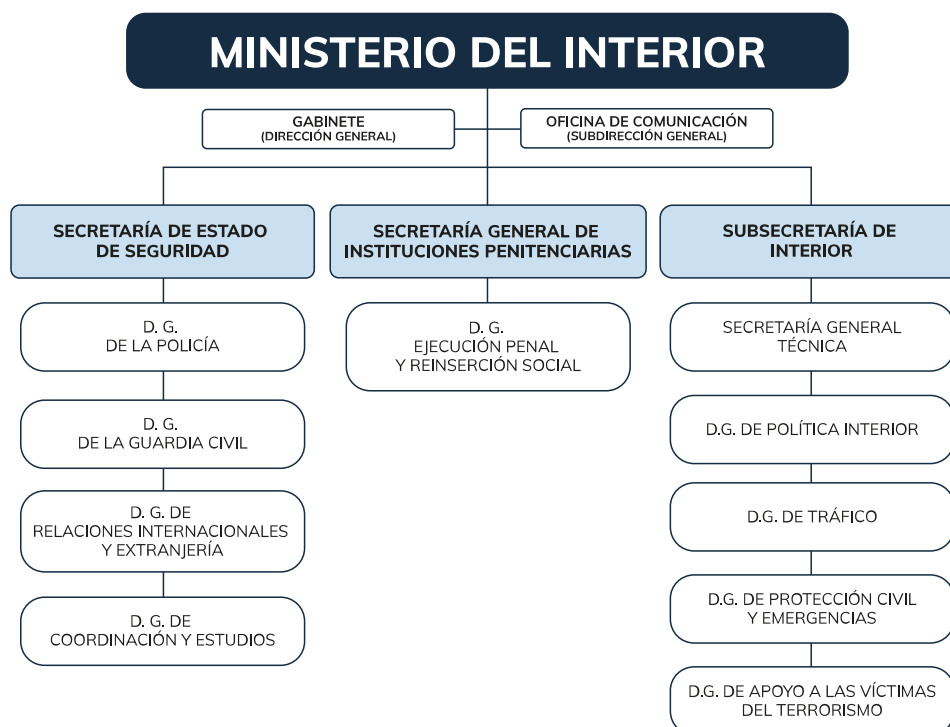 MINISTERIO DEL INTERIOR
GABINETE
(DIRECCIÓN GENERAL)
OFICINA DE COMUNICACIÓN
(SUBDIRECCIÓN GENERAL)
SECRETARÍA DE ESTADO
DE SEGURIDAD
D. G.
DE LA POLICÍA
D. G.
DE LA GUARDIA CIVIL
D. G. DE
RELACIONES INTERNACIONALES
Y EXTRANJERÍA
D. G. DE
COORDINACIÓN Y ESTUDIOS
SECRETARÍA GENERAL DE
INSTITUCIONES PENITENCIARIAS
D. G.
EJECUCIÓN PENAL
Y REINSERCIÓN SOCIAL
SUBSECRETARÍA DE
INTERIOR
SECRETARÍA GENERAL
TÉCNICA
D.G. DE POLÍTICA INTERIOR
D.G. DE TRÁFICO
D.G. DE PROTECCIÓN CIVIL
Y EMERGENCIAS
D.G. DE APOYO A LAS VÍCTIMAS
DEL TERRORISMO